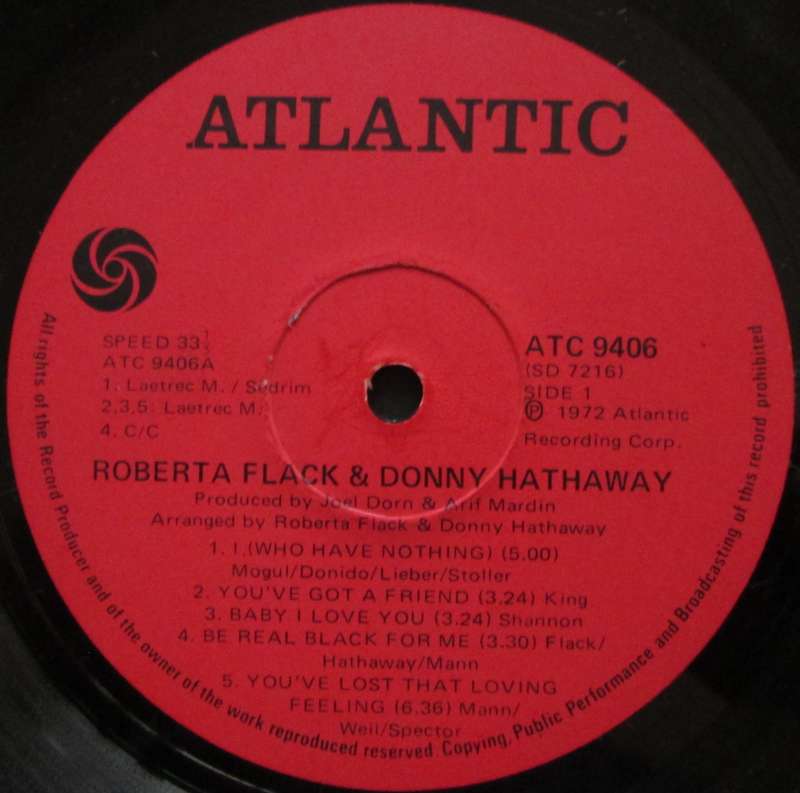 ATLANTIC
SPEED 33 1/3
ATC 9406A
1. Laetrec M. / Sedrim
2,3,5. Laetrec M.
4. C/C
ATC 9406
(SD 7216)
SIDE 1
Ⓟ 1972 Atlantic
Recording Corp.
ROBERTA FLACK & DONNY HATHAWAY
Produced by Joel Dorn & Arif Mardin
Arranged by Roberta Flack & Donny Hathaway
1. I (WHO HAVE NOTHING) (5.00)
Mogul/Donido/Lieber/Stoller
2. YOU'VE GOT A FRIEND (3.24) King
3. BABY I LOVE YOU (3.24) Shannon
4. BE REAL BLACK FOR ME (3.30) Flack/
Hathaway/Mann
5. YOU'VE LOST THAT LOVING
FEELING (6.36) Mann/
Weil/Spector
All rights of the Record Producer and of the owner of the work reproduced reserved. Copying, Public Performance and Broadcasting of this record prohibited